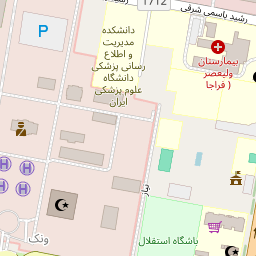 1712
رشید یاسمی شرقی
P
دانشکده
مدیریت
و اطلاع
رسانی پزشکی
دانشگاه
علوم پزشکی
ایران
بیمارستان
ولیعصر
( فراجا
H
H
H
H
ونک
باشگاه استقلال